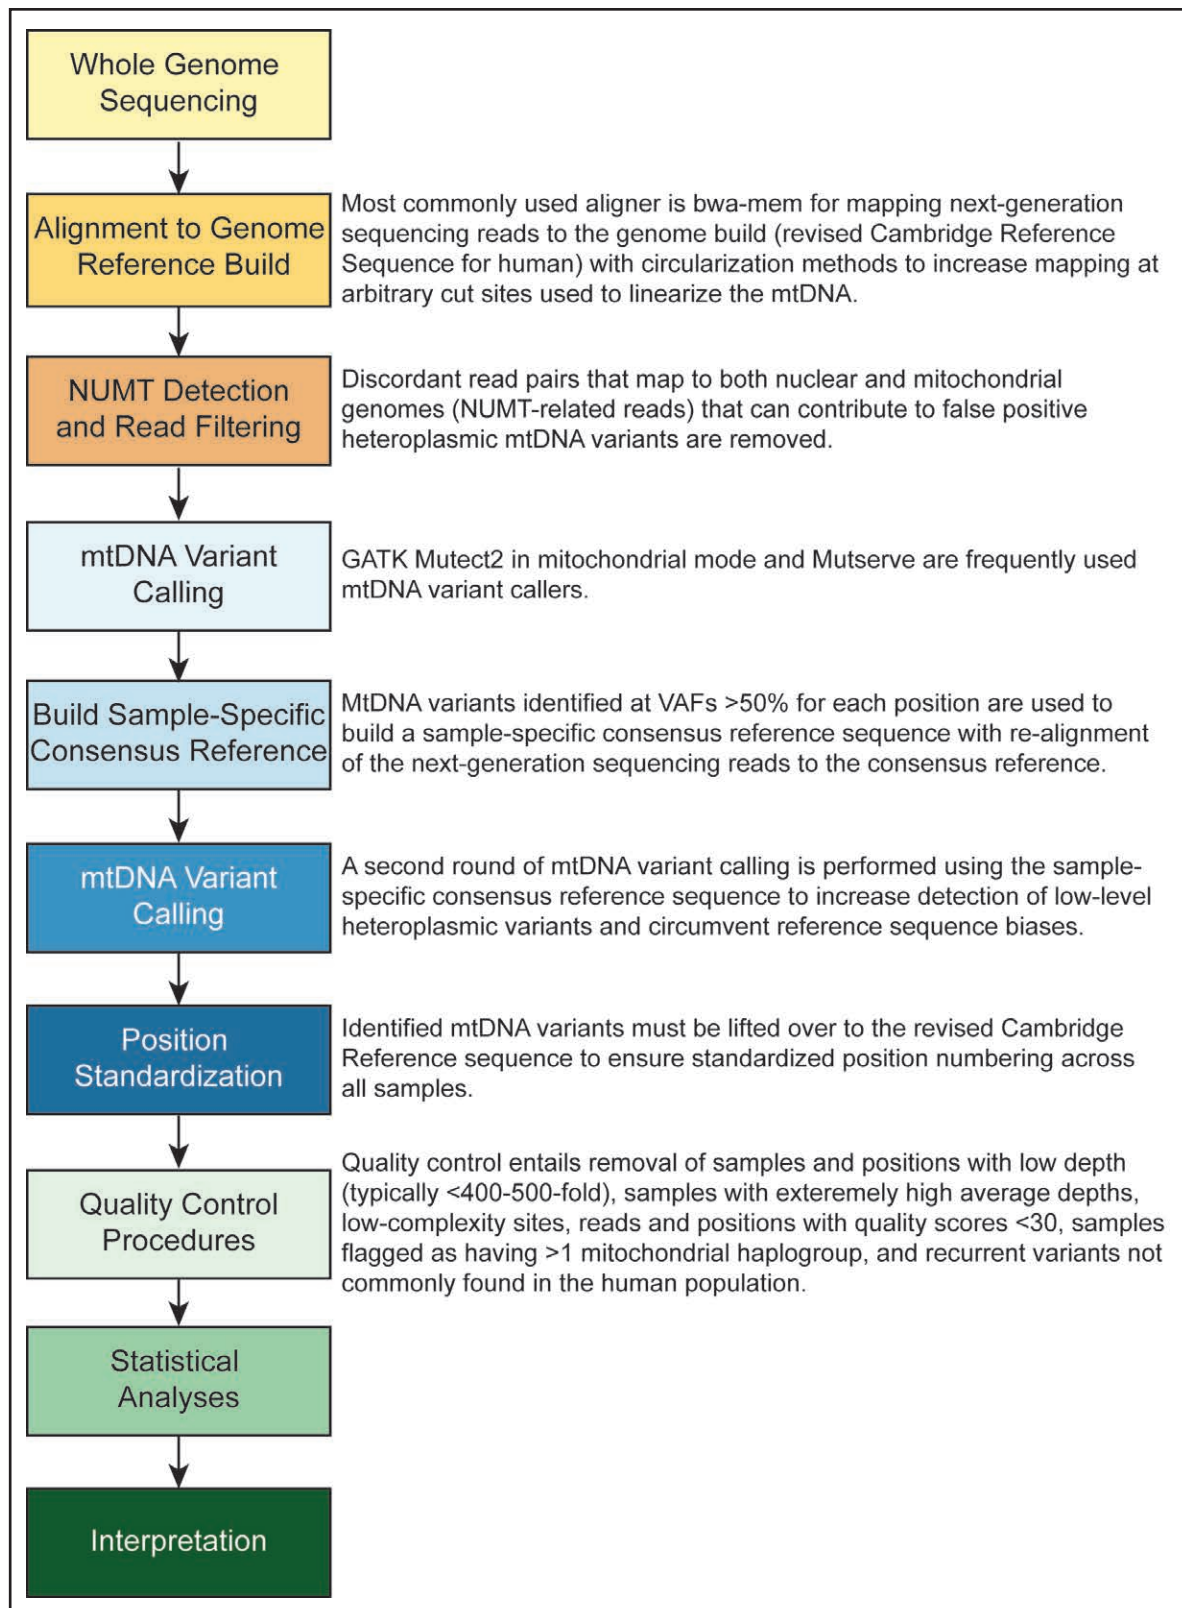 Whole Genome
Sequencing
Alignment to Genome
Reference Build
Most commonly used aligner is bwa-mem for mapping next-generation
sequencing reads to the genome build (revised Cambridge Reference
Sequence for human) with circularization methods to increase mapping at
arbitrary cut sites used to linearize the mtDNA.
NUMT Detection
and Read Filtering
Discordant read pairs that map to both nuclear and mitochondrial
genomes (NUMT-related reads) that can contribute to false positive
heteroplasmic mtDNA variants are removed.
mtDNA Variant
Calling
GATK Mutect2 in mitochondrial mode and Mutserve are frequently used
mtDNA variant callers.
Build Sample-Specific
Consensus Reference
MtDNA variants identified at VAFs >50% for each position are used to
build a sample-specific consensus reference sequence with re-alignment
of the next-generation sequencing reads to the consensus reference.
mtDNA Variant
Calling
A second round of mtDNA variant calling is performed using the sample-
specific consensus reference sequence to increase detection of low-level
heteroplasmic variants and circumvent reference sequence biases.
Position
Standardization
Identified mtDNA variants must be lifted over to the revised Cambridge
Reference sequence to ensure standardized position numbering across
all samples.
Quality Control
Procedures
Quality control entails removal of samples and positions with low depth
(typically <400-500-fold), samples with exteremely high average depths,
low-complexity sites, reads and positions with quality scores <30, samples
flagged as having >1 mitochondrial haplogroup, and recurrent variants not
commonly found in the human population.
Statistical
Analyses
Interpretation